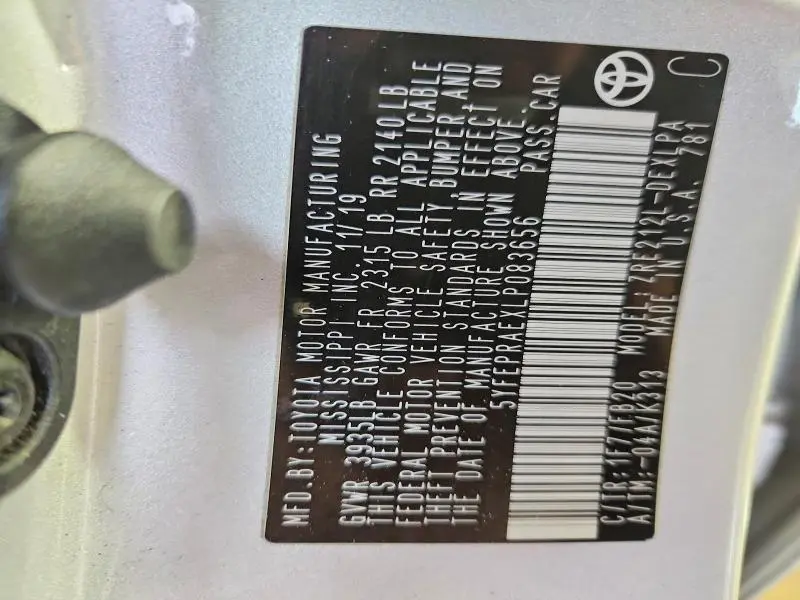 MFD.BY:TOYOTA MOTOR MANUFACTURING
MISSISSIPPI INC. 11/19
GVWR 3935LB GAWR FR 2315 LB RR 2140 LB
THIS VEHICLE CONFORMS TO ALL APPLICABLE
FEDERAL MOTOR VEHICLE SAFETY, BUMPER, AND
THEFT PREVENTION STANDARDS IN EFFECT ON
THE DATE OF MANUFACTURE SHOWN ABOVE.
5YFEPRAEXLP083656 PASS.CAR
C/TR: 1F7/FB20 MODEL: ZRE212L-DEXLPA
A/TM:-04A/K313 MADE IN U.S.A. 781
C